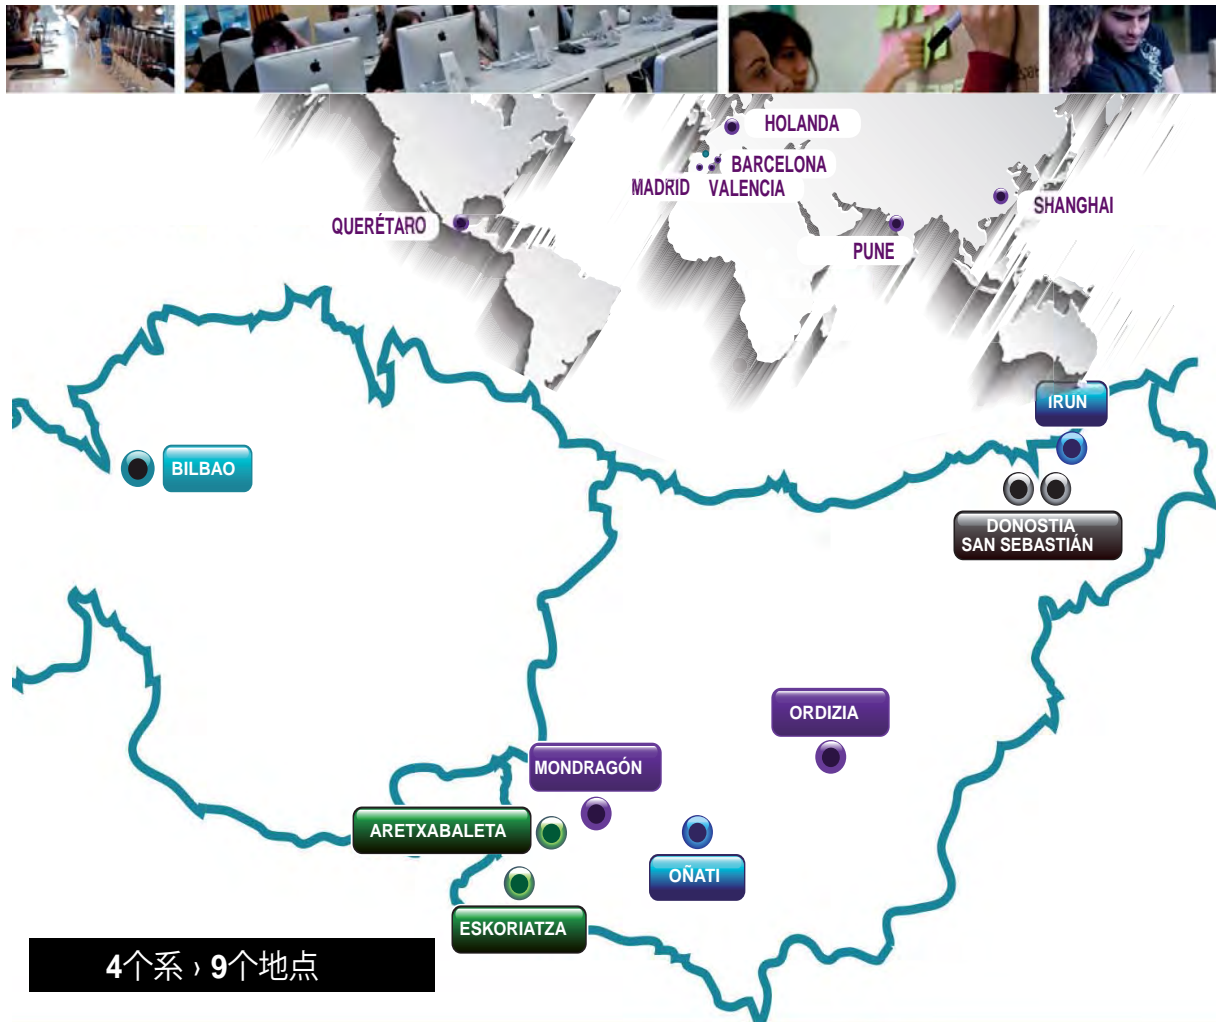 HOLANDA
BARCELONA
MADRID
VALENCIA
SHANGHAI
QUERÉTARO
PUNE
IRUN
BILBAO
DONOSTIA
SAN SEBASTIÁN
ORDIZIA
MONDRAGÓN
ARETXABALETA
OÑATI
ESKORIATZA
4个系 › 9个地点